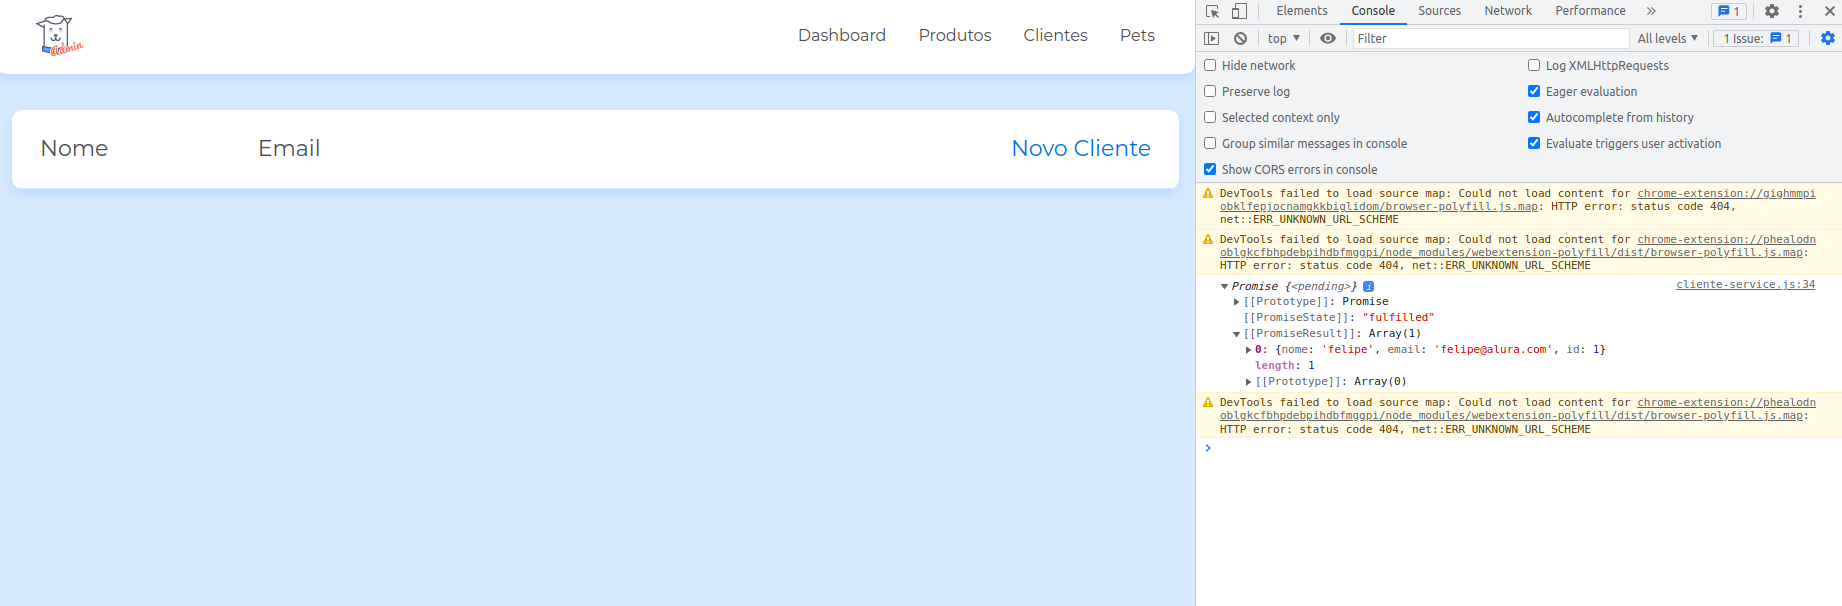 Admin
Dashboard Produtos Clientes Pets
Nome Email Novo Cliente
Elements Console Sources Network Performance » 1
top Filter All levels 1 Issue: 1
Hide network Log XMLHttpRequests
Preserve log Eager evaluation
Selected context only Autocomplete from history
Group similar messages in console Evaluate triggers user activation
Show CORS errors in console
DevTools failed to load source map: Could not load content for chrome-extension://gighmmpi
obklfepjocnamgkkbiglidom/browser-polyfill.js.map: HTTP error: status code 404,
net::ERR_UNKNOWN_URL_SCHEME
DevTools failed to load source map: Could not load content for chrome-extension://phealodn
oblgkcfbhpdebpihdbfmggpi/node_modules/webextension-polyfill/dist/browser-polyfill.js.map:
HTTP error: status code 404, net::ERR_UNKNOWN_URL_SCHEME
Promise {<pending>} i cliente-service.js:34
[[Prototype]]: Promise
[[PromiseState]]: "fulfilled"
[[PromiseResult]]: Array(1)
0: {nome: 'felipe', email: 'felipe@alura.com', id: 1}
length: 1
[[Prototype]]: Array(0)
DevTools failed to load source map: Could not load content for chrome-extension://phealodn
oblgkcfbhpdebpihdbfmggpi/node_modules/webextension-polyfill/dist/browser-polyfill.js.map:
HTTP error: status code 404, net::ERR_UNKNOWN_URL_SCHEME